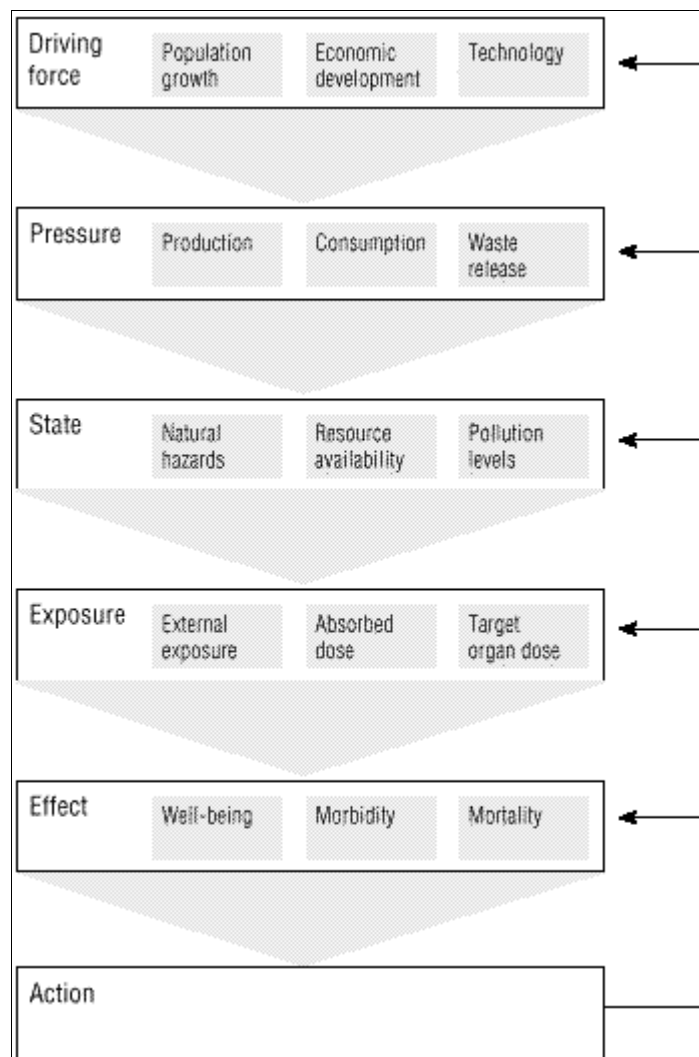 Driving
force
Population
growth
Economic
development
Technology
Pressure
Production
Consumption
Waste
release
State
Natural
hazards
Resource
availability
Pollution
levels
Exposure
External
exposure
Absorbed
dose
Target
organ dose
Effect
Well-being
Morbidity
Mortality
Action